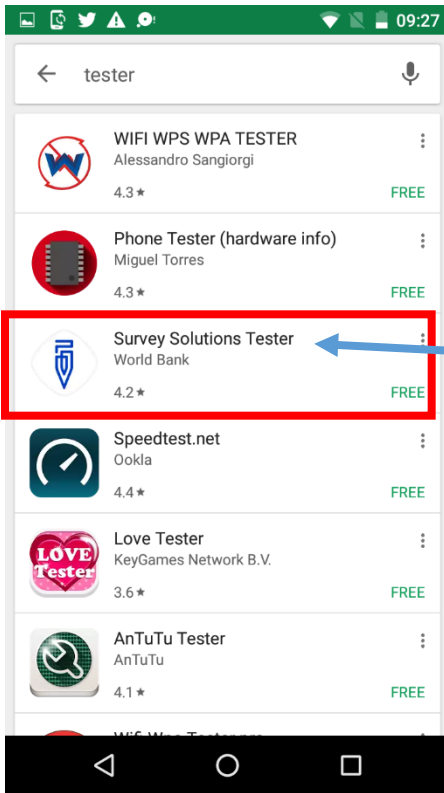 09:27
tester
WIFI WPS WPA TESTER
Alessandro Sangiorgi
4.3★
FREE
Phone Tester (hardware info)
Miguel Torres
4.3★
FREE
Survey Solutions Tester
World Bank
4.2★
FREE
Speedtest.net
Ookla
4.4★
FREE
LOVE
Tester
Love Tester
KeyGames Network B.V.
3.6★
FREE
AnTuTu Tester
AnTuTu
4.1★
FREE